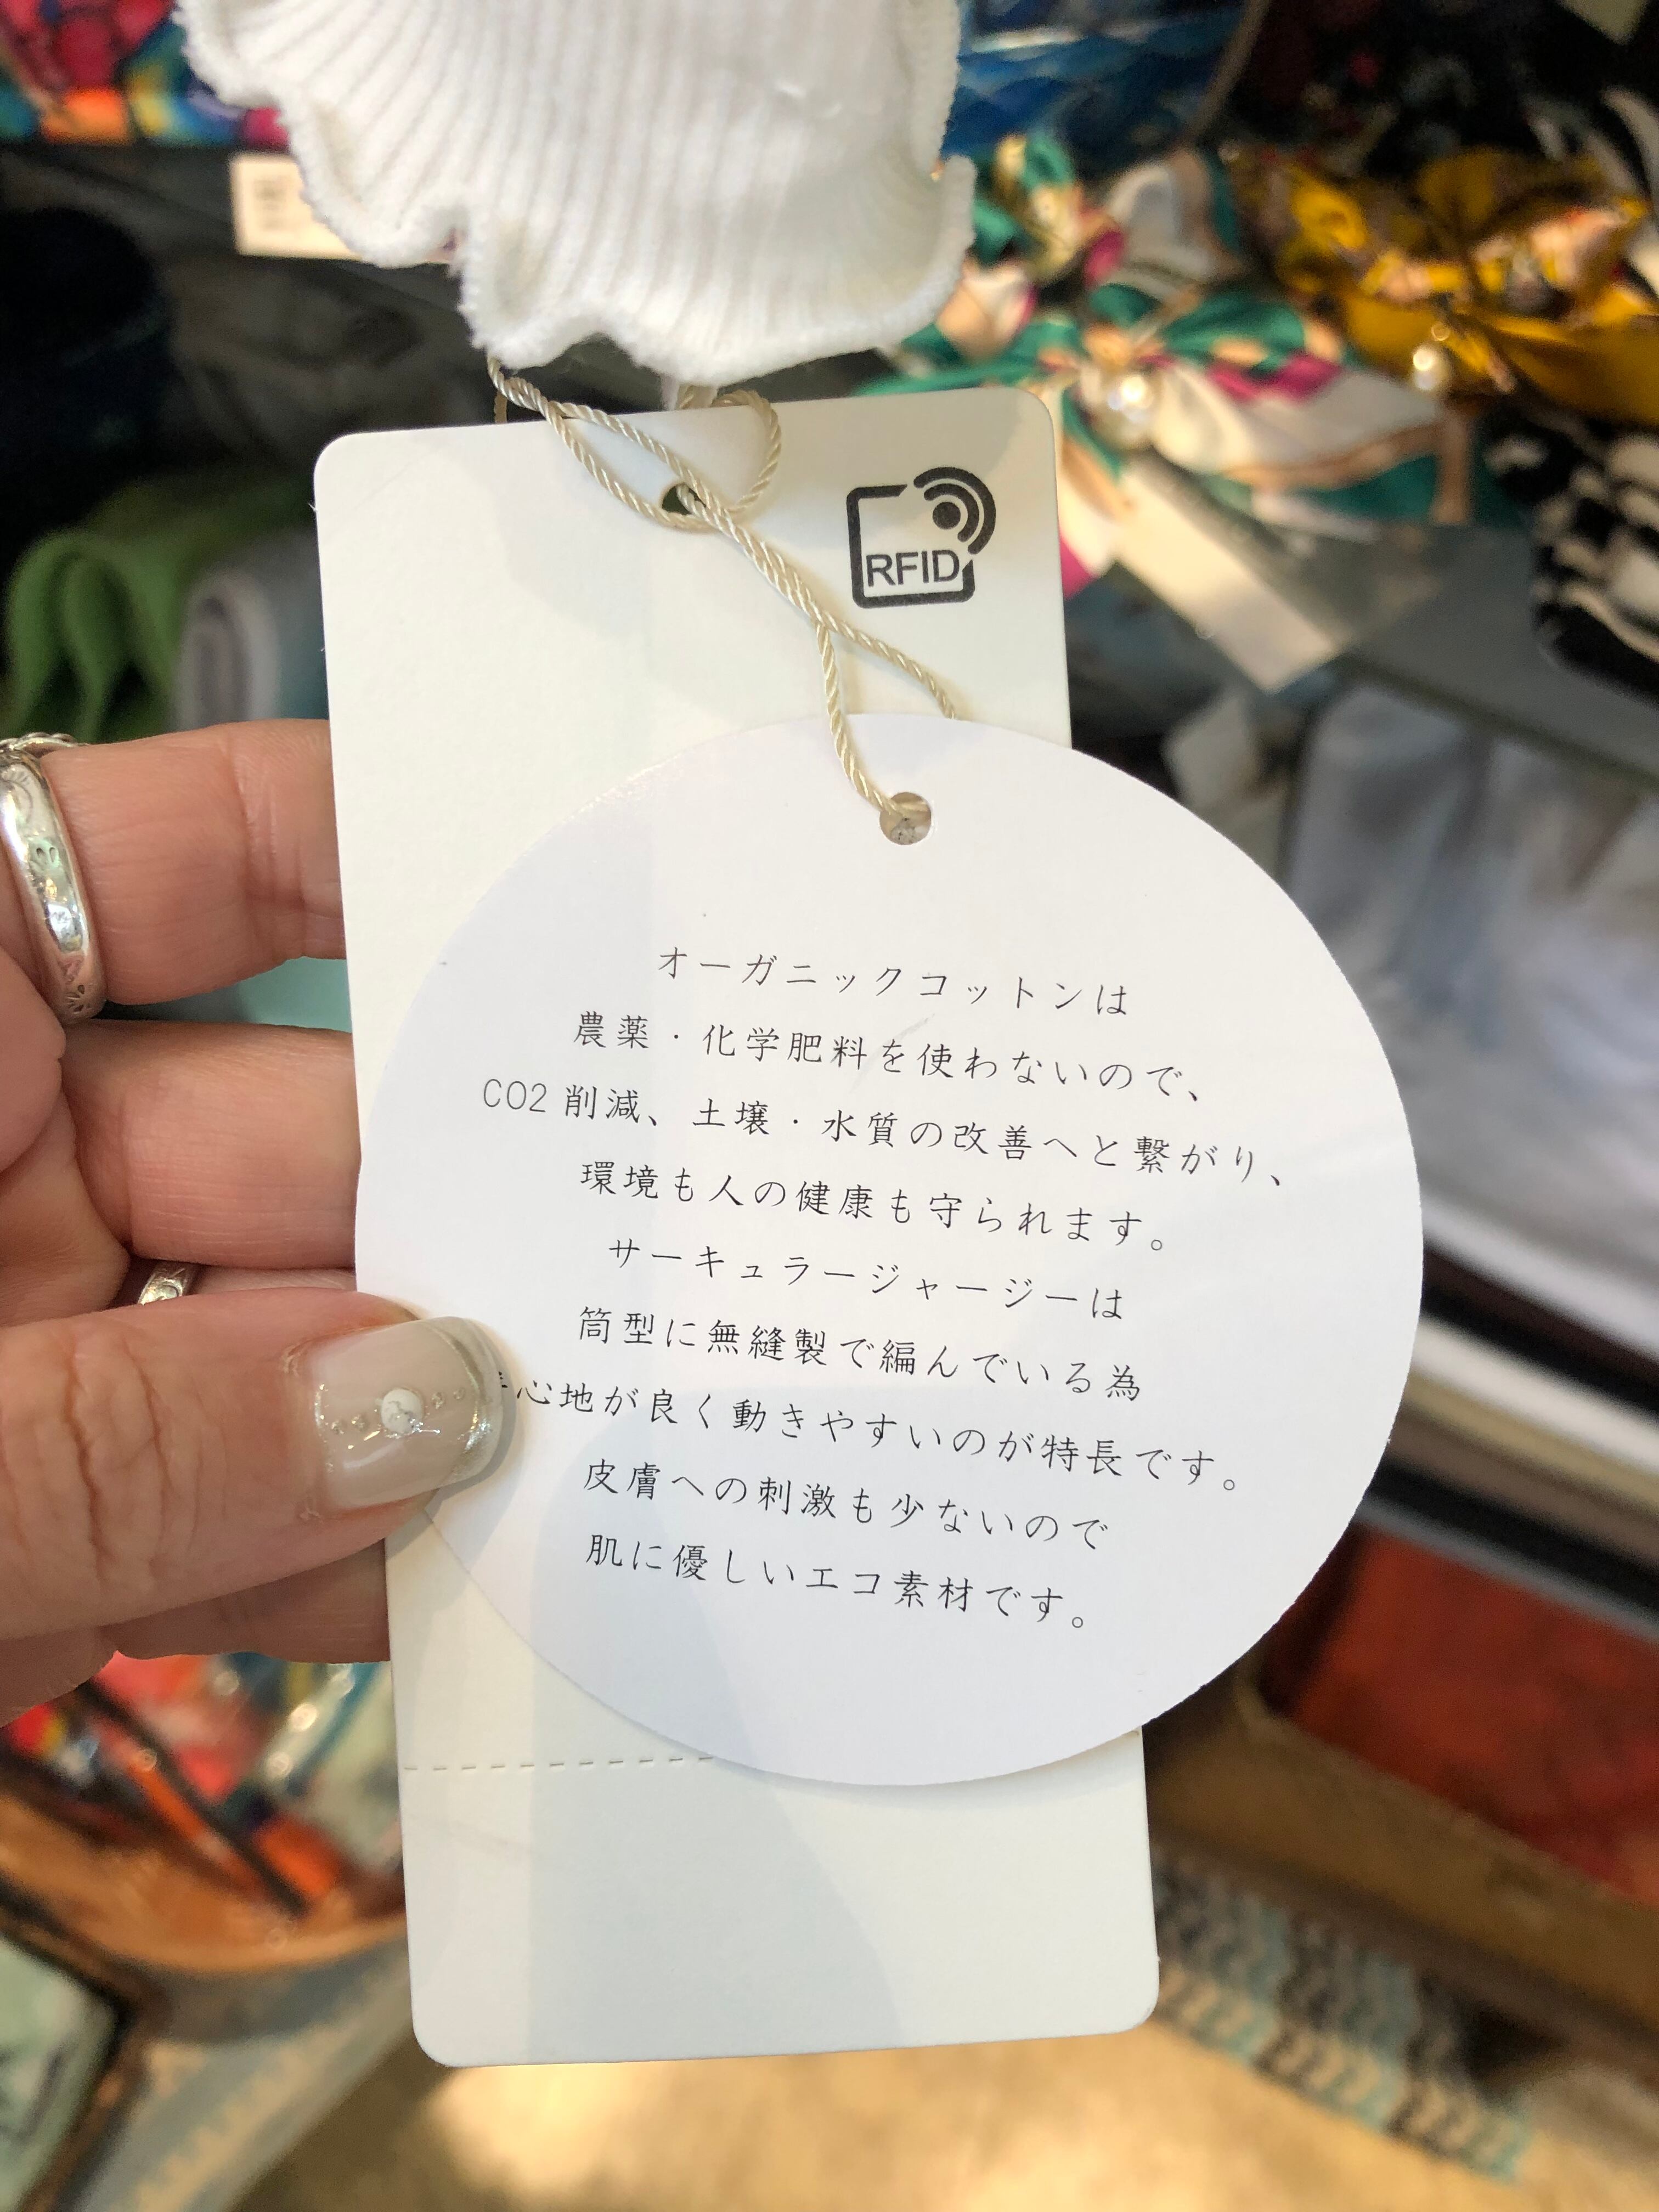 RFID
オーガニックコットンは
農薬・化学肥料を使わないので、
CO2削減、土壌・水質の改善へと繋がり、
環境も人の健康も守られます。
サーキュラージャージーは
筒型に無縫製で編んでいる為
心地が良く動きやすいのが特長です。
皮膚への刺激も少ないので
肌に優しいエコ素材です。